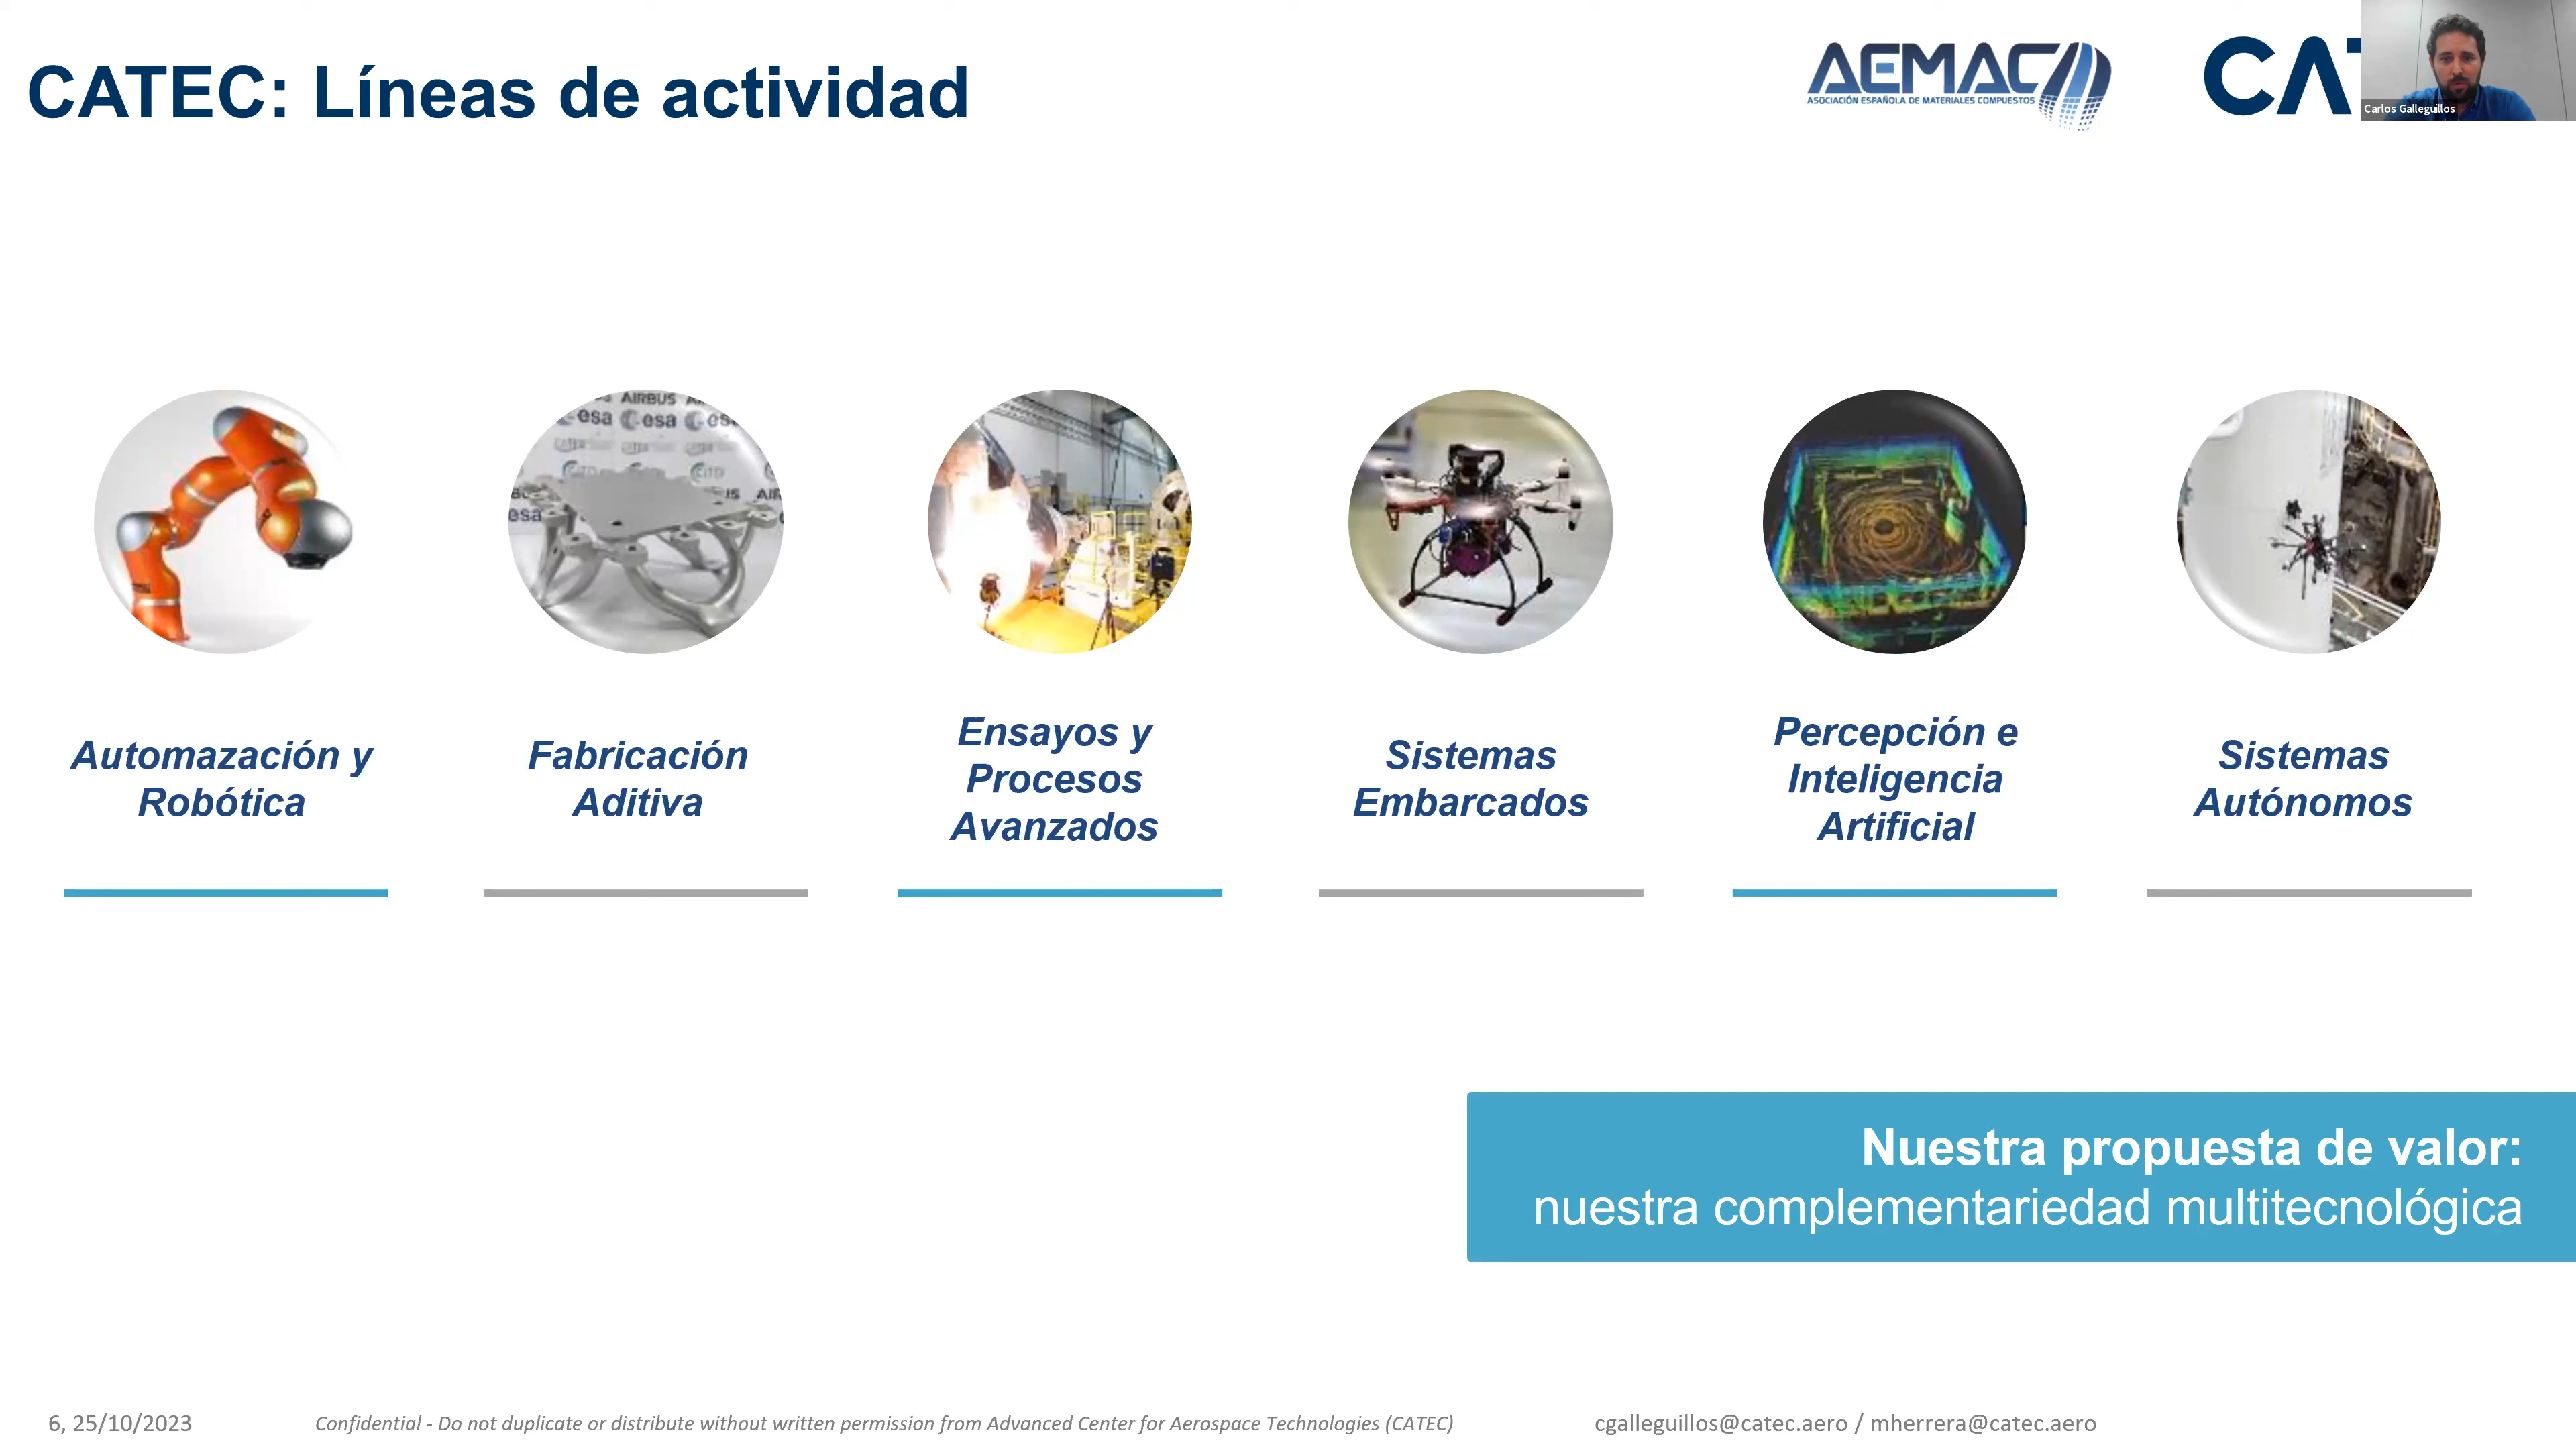 CATEC: Líneas de actividad
AEMAC
ASOCIACIÓN ESPAÑOLA DE MATERIALES COMPUESTOS
CAT
Carlos Galleguillos
AIRBUS
esa esa es
esa
Automazación y
Robótica
Fabricación
Aditiva
Ensayos y
Procesos
Avanzados
Sistemas
Embarcados
Percepción e
Inteligencia
Artificial
Sistemas
Autónomos
Nuestra propuesta de valor:
nuestra complementariedad multitecnológica
6, 25/10/2023
Confidential - Do not duplicate or distribute without written permission from Advanced Center for Aerospace Technologies (CATEC)
cgalleguillos@catec.aero / mherrera@catec.aero